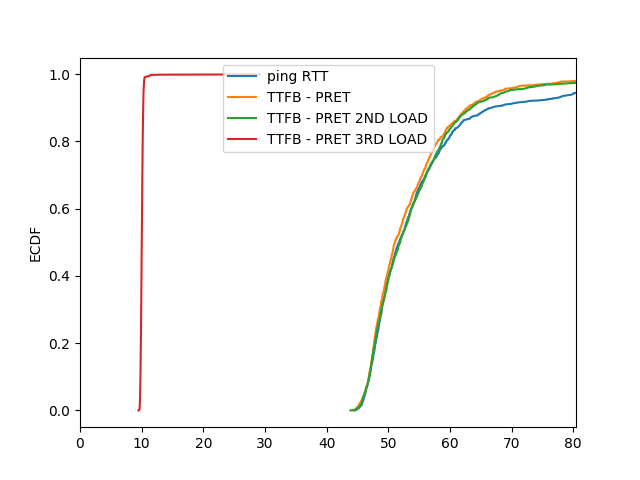 1.0
0.8
0.6
0.4
0.2
0.0
ECDF
ping RTT
TTFB - PRET
TTFB - PRET 2ND LOAD
TTFB - PRET 3RD LOAD
0 10 20 30 40 50 60 70 80